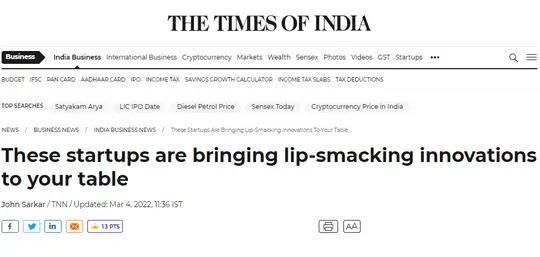 THE TIMES OF INDIA
Business India Business International Business Cryptocurrency Markets Wealth Sensex Photos Videos GST Startups •••
BUDGET IFSC PAN CARD AADHAAR CARD IPO INCOME TAX SAVINGS GROWTH CALCULATOR INCOME TAX SLABS TAX DEDUCTIONS
TOP SEARCHES Satyakam Arya LIC IPO Date Diesel Petrol Price Sensex Today Cryptocurrency Price in India
NEWS / BUSINESS NEWS / INDIA BUSINESS NEWS / These Startups Are Bringing Lip-Smacking Innovations To Your Table
These startups are bringing lip-smacking innovations
to your table
John Sarkar / TNN / Updated: Mar 4, 2022, 11:36 IST
f in 13 PTS AA